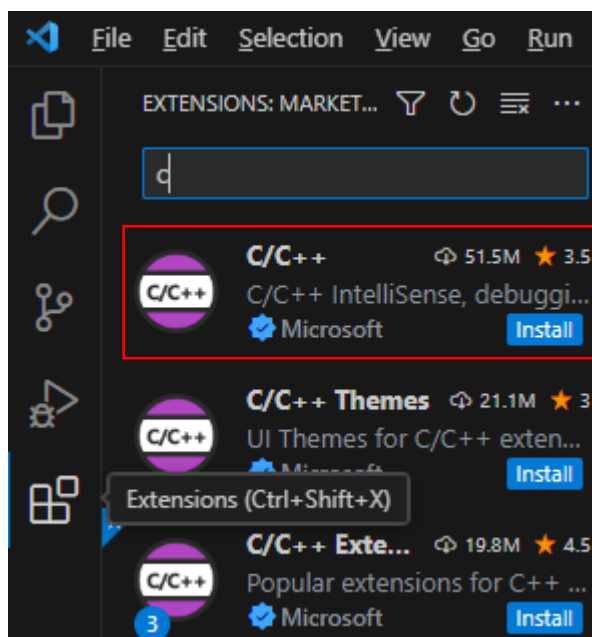 File Edit Selection View Go Run
EXTENSIONS: MARKET...
c
C/C++ 51.5M 3.5
C/C++ C/C++ IntelliSense, debuggi...
Microsoft Install
C/C++ Themes 21.1M 3
C/C++ UI Themes for C/C++ exten...
Microsoft Install
Extensions (Ctrl+Shift+X)
C/C++ Exte... 19.8M 4.5
C/C++ Popular extensions for C++ ...
3 Microsoft Install